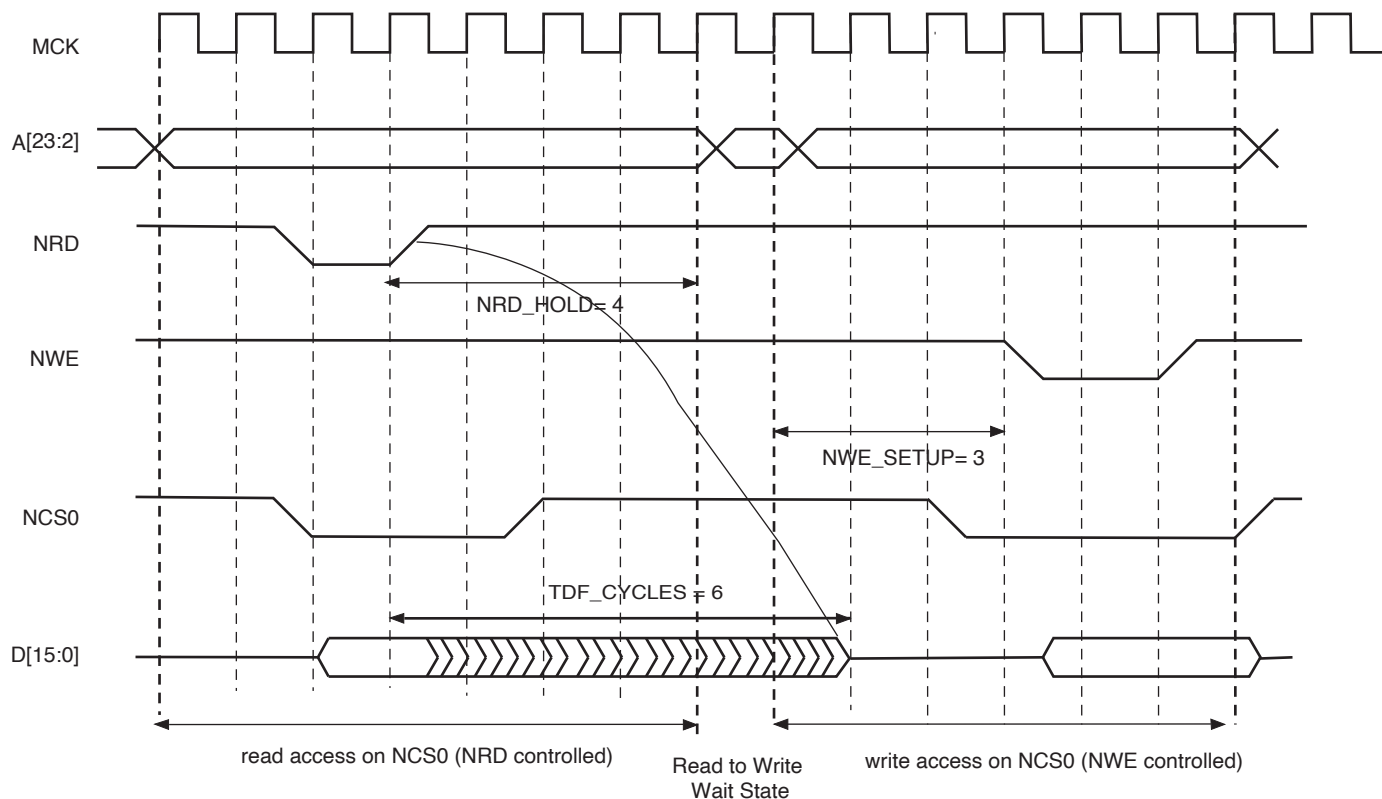 MCK
A[23:2]
NRD
NRD_HOLD= 4
NWE
NWE_SETUP= 3
NCS0
TDF_CYCLES = 6
D[15:0]
read access on NCS0 (NRD controlled)
Read to Write
Wait State
write access on NCS0 (NWE controlled)